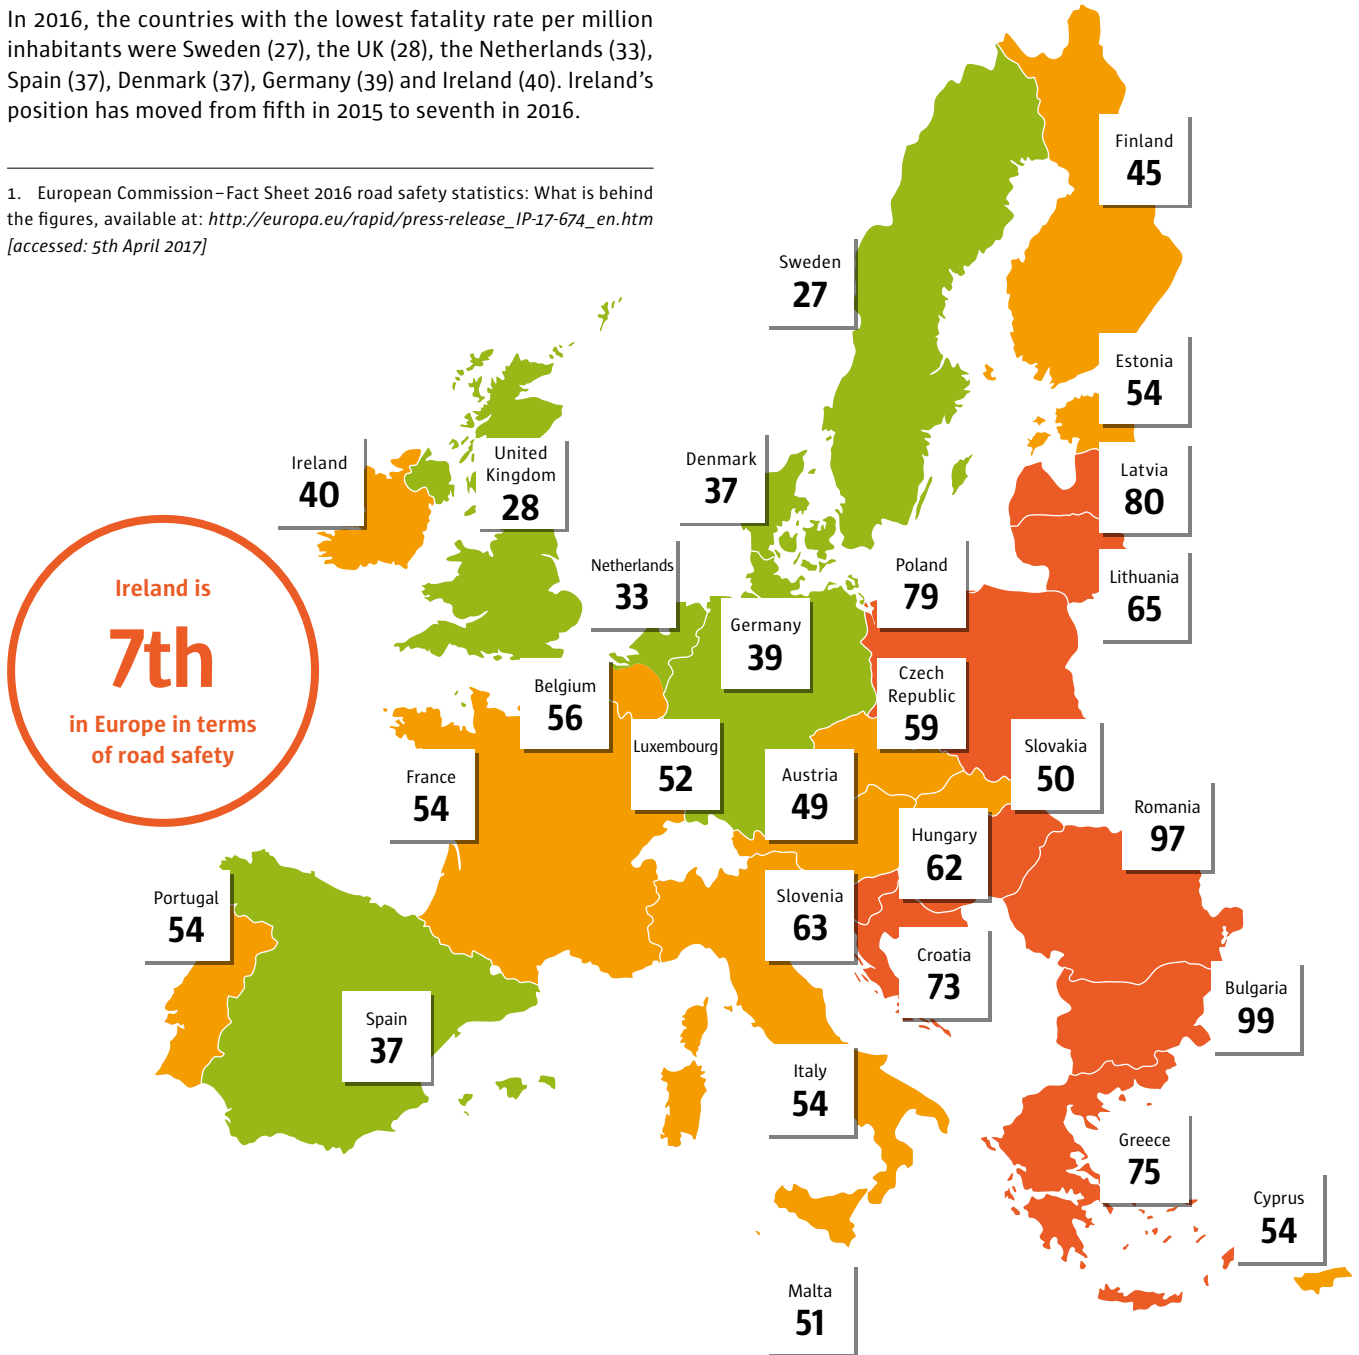 In 2016, the countries with the lowest fatality rate per million
inhabitants were Sweden (27), the UK (28), the Netherlands (33),
Spain (37), Denmark (37), Germany (39) and Ireland (40). Ireland’s
position has moved from fifth in 2015 to seventh in 2016.
1. European Commission–Fact Sheet 2016 road safety statistics: What is behind
the figures, available at: http://europa.eu/rapid/press-release_IP-17-674_en.htm
[accessed: 5th April 2017]
Finland
45
Sweden
27
Estonia
54
Ireland
40
United
Kingdom
28
Denmark
37
Latvia
80
Netherlands
33
Poland
79
Lithuania
65
Ireland is
7th
in Europe in terms
of road safety
Germany
39
Belgium
56
Czech
Republic
59
Luxembourg
52
Slovakia
50
France
54
Austria
49
Romania
97
Hungary
62
Portugal
54
Slovenia
63
Croatia
73
Spain
37
Bulgaria
99
Italy
54
Greece
75
Cyprus
54
Malta
51